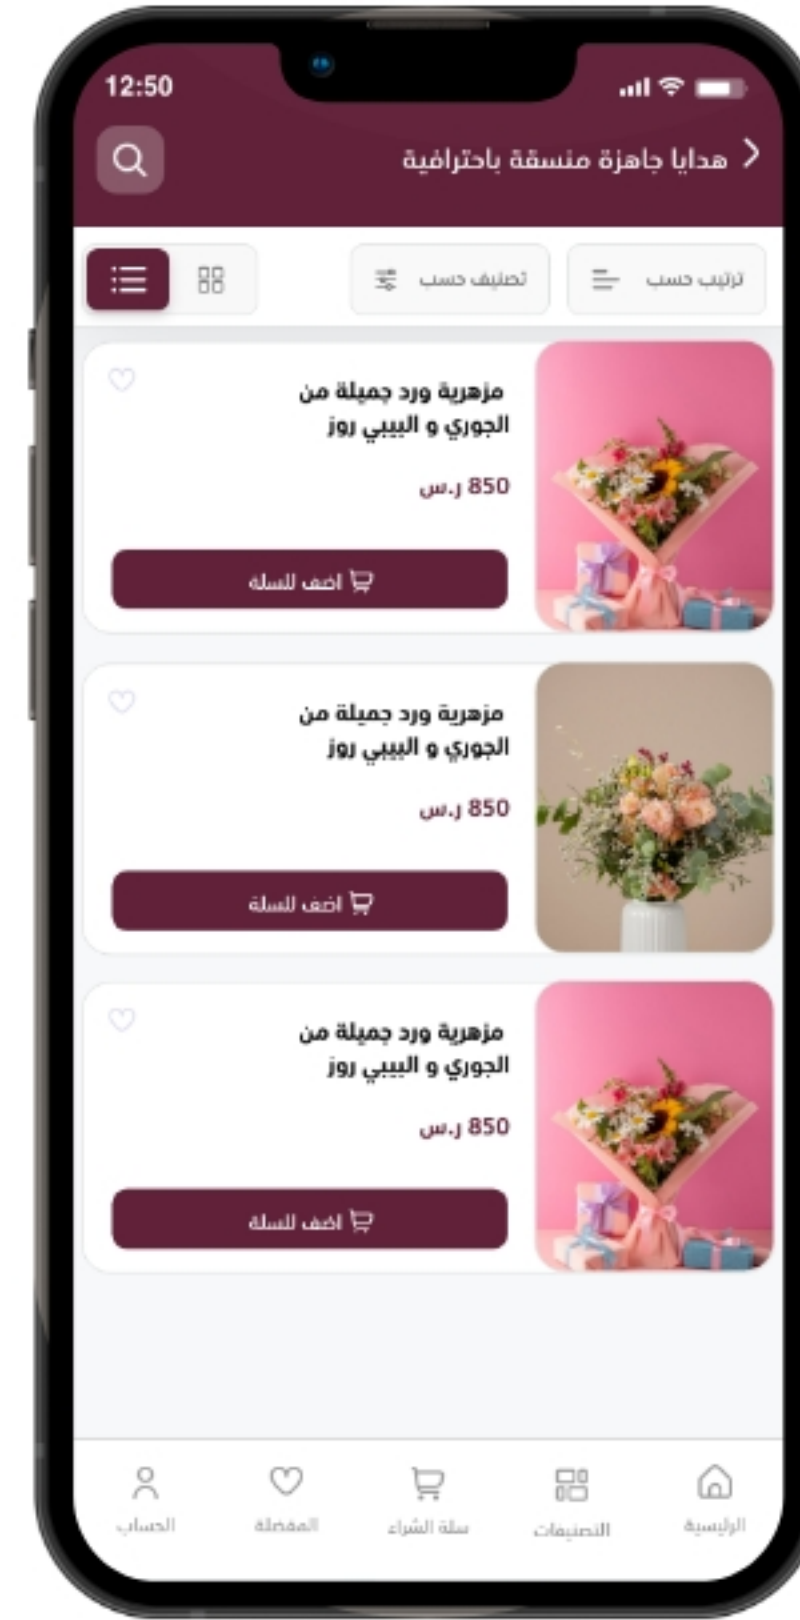 12:50
هدايا جاهزة منسقة باحترافية
ترتيب حسب
تصنيف حسب
مزهرية ورد جميلة من
الجوري و البيبي روز
850 ر.س
اضف للسلة
مزهرية ورد جميلة من
الجوري و البيبي روز
850 ر.س
اضف للسلة
مزهرية ورد جميلة من
الجوري و البيبي روز
850 ر.س
اضف للسلة
الرئيسية
التصنيفات
سلة الشراء
المفضلة
الحساب